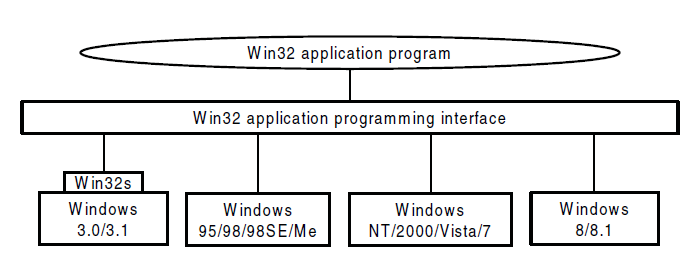 Win32 application program
Win32 application programming interface
Win32s
Windows
3.0/3.1
Windows
95/98/98SE/Me
Windows
NT/2000/Vista/7
Windows
8/8.1